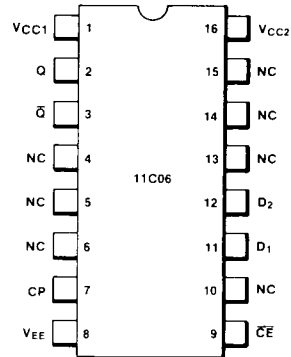 VCC1 1 16 VCC2
Q 2 15 NC
Q̅ 3 14 NC
NC 4 13 NC
11C06
NC 5 12 D2
NC 6 11 D1
CP 7 10 NC
VEE 8 9 C̅E̅